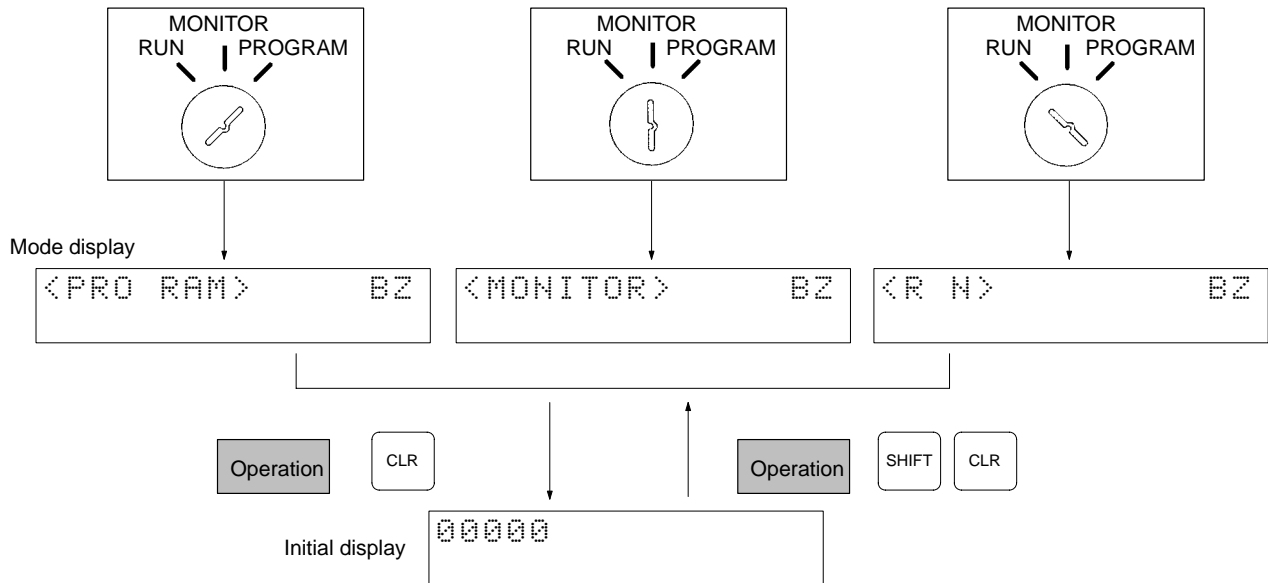 MONITOR
RUN PROGRAM
MONITOR
RUN PROGRAM
MONITOR
RUN PROGRAM
Mode display
<PRO RAM> BZ
<MONITOR> BZ
<R N> BZ
Operation
CLR
Operation
SHIFT
CLR
Initial display
00000